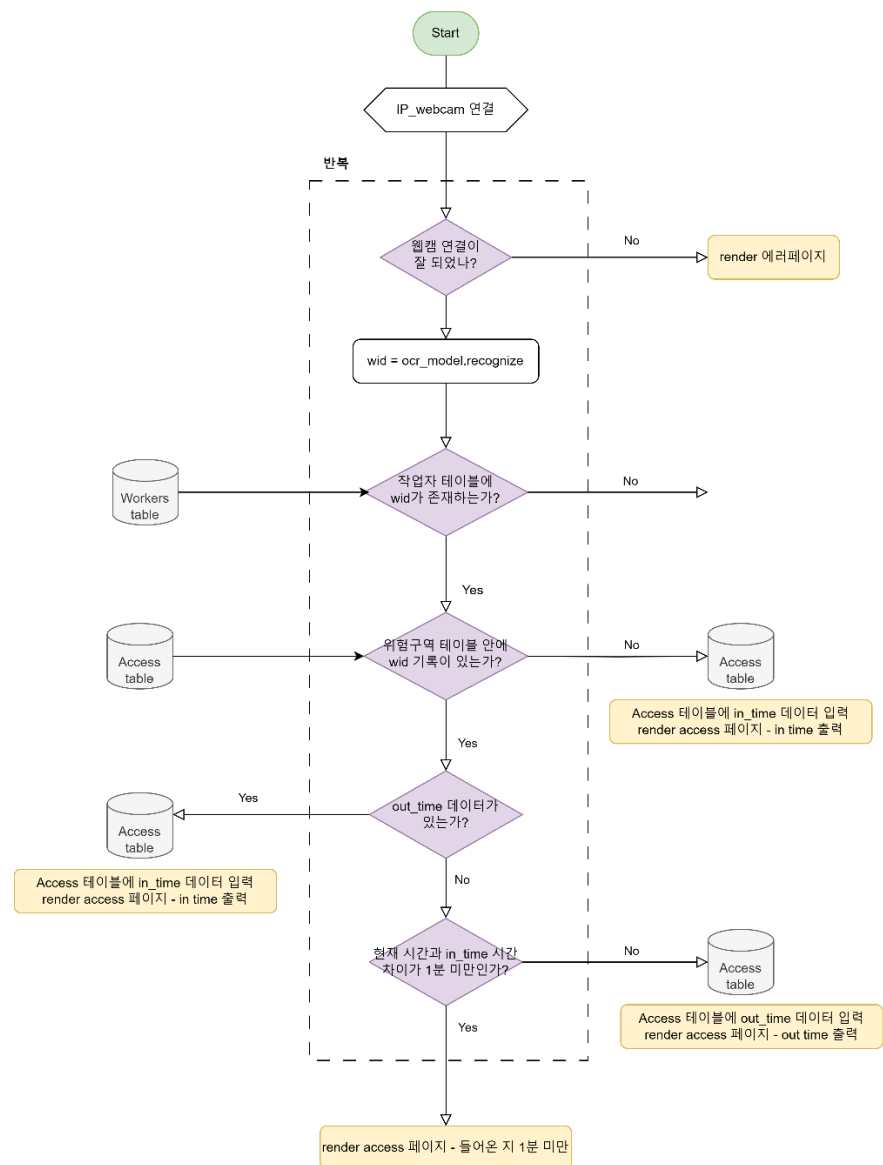 Start
IP_webcam 연결
반복
웹캠 연결이
잘 되었나?
No
render 에러페이지
wid = ocr_model.recognize
Workers
table
작업자 테이블에
wid가 존재하는가?
No
Yes
Access
table
위험구역 테이블 안에
wid 기록이 있는가?
No
Access
table
Access 테이블에 in_time 데이터 입력
render access 페이지 - in time 출력
Yes
out_time 데이터가
있는가?
Yes
Access
table
Access 테이블에 in_time 데이터 입력
render access 페이지 - in time 출력
No
현재 시간과 in_time 시간
차이가 1분 미만인가?
No
Access
table
Access 테이블에 out_time 데이터 입력
render access 페이지 - out time 출력
Yes
render access 페이지 - 들어온 지 1분 미만